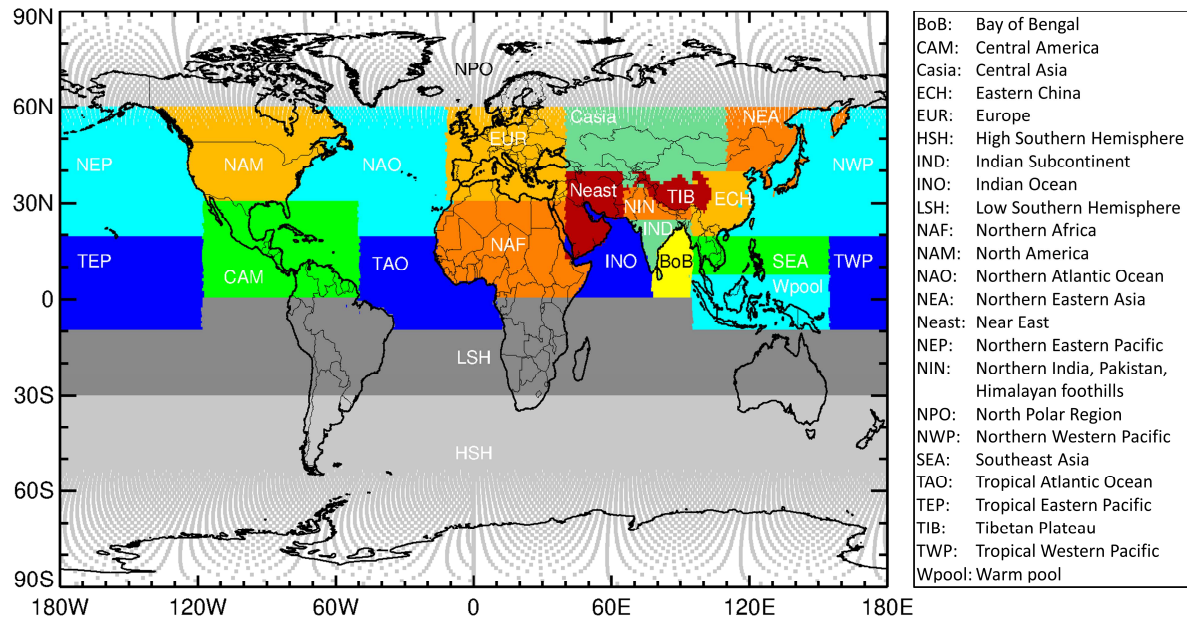 90N
60N
30N
0
30S
60S
90S
180W
120W
60W
0
60E
120E
180E
NPO
Casia
NEA
EUR
NEP
NAM
NAO
NWP
Neast
TIB
NIN
ECH
IND
NAF
TEP
CAM
TAO
INO
BoB
SEA
TWP
Wpool
LSH
HSH
BoB: Bay of Bengal
CAM: Central America
Casia: Central Asia
ECH: Eastern China
EUR: Europe
HSH: High Southern Hemisphere
IND: Indian Subcontinent
INO: Indian Ocean
LSH: Low Southern Hemisphere
NAF: Northern Africa
NAM: North America
NAO: Northern Atlantic Ocean
NEA: Northern Eastern Asia
Neast: Near East
NEP: Northern Eastern Pacific
NIN: Northern India, Pakistan,
Himalayan foothills
NPO: North Polar Region
NWP: Northern Western Pacific
SEA: Southeast Asia
TAO: Tropical Atlantic Ocean
TEP: Tropical Eastern Pacific
TIB: Tibetan Plateau
TWP: Tropical Western Pacific
Wpool: Warm pool